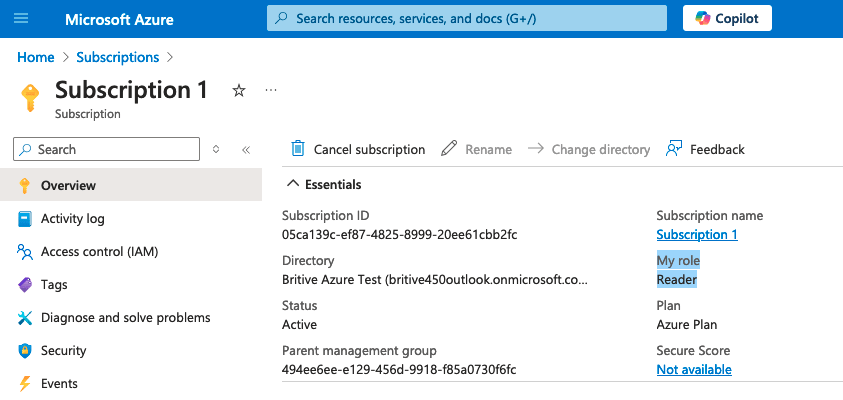 Microsoft Azure
Search resources, services, and docs (G+/)
Copilot
Home > Subscriptions >
Subscription 1
Subscription
Search
Overview
Activity log
Access control (IAM)
Tags
Diagnose and solve problems
Security
Events
Cancel subscription
Rename
Change directory
Feedback
Essentials
Subscription ID
05ca139c-ef87-4825-8999-20ee61cbb2fc
Directory
Britive Azure Test (britive450outlook.onmicrosoft.co...
Status
Active
Parent management group
494ee6ee-e129-456d-9918-f85a0730f6fc
Subscription name
Subscription 1
My role
Reader
Plan
Azure Plan
Secure Score
Not available